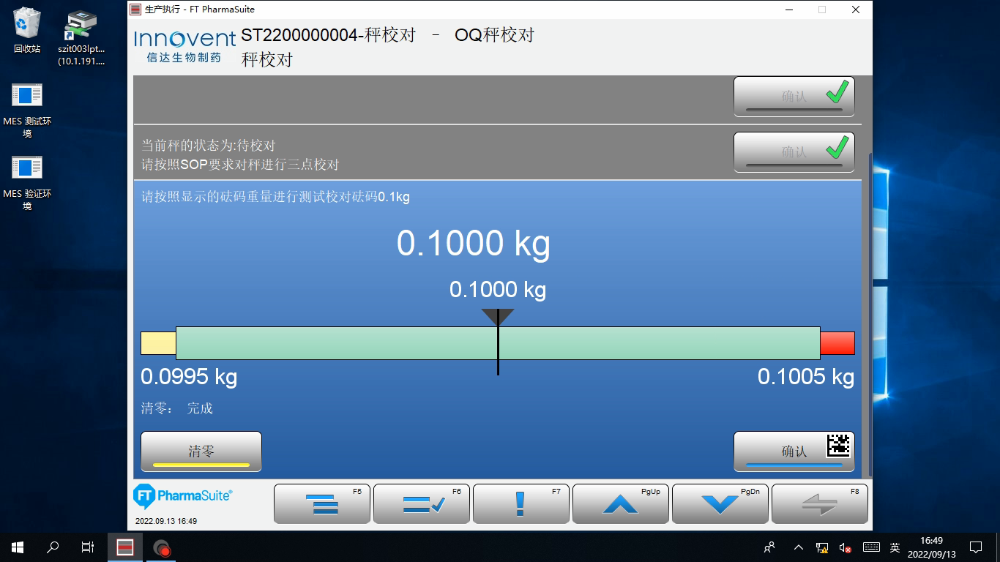 生产执行 - FT PharmaSuite
回收站
szit003lpt...
(10.1.191....
MES 测试环
境
MES 验证环
境
Innovent
信达生物制药
ST2200000004-秤校对 - OQ秤校对
秤校对
确认
当前秤的状态为:待校对
请按照SOP要求对秤进行三点校对
确认
请按照显示的砝码重量进行测试校对砝码0.1kg
0.1000 kg
0.1000 kg
0.0995 kg
0.1005 kg
清零： 完成
清零
确认
FT PharmaSuite®
2022.09.13 16:49
F5
F6
F7
PgUp
PgDn
F8
英
16:49
2022/09/13